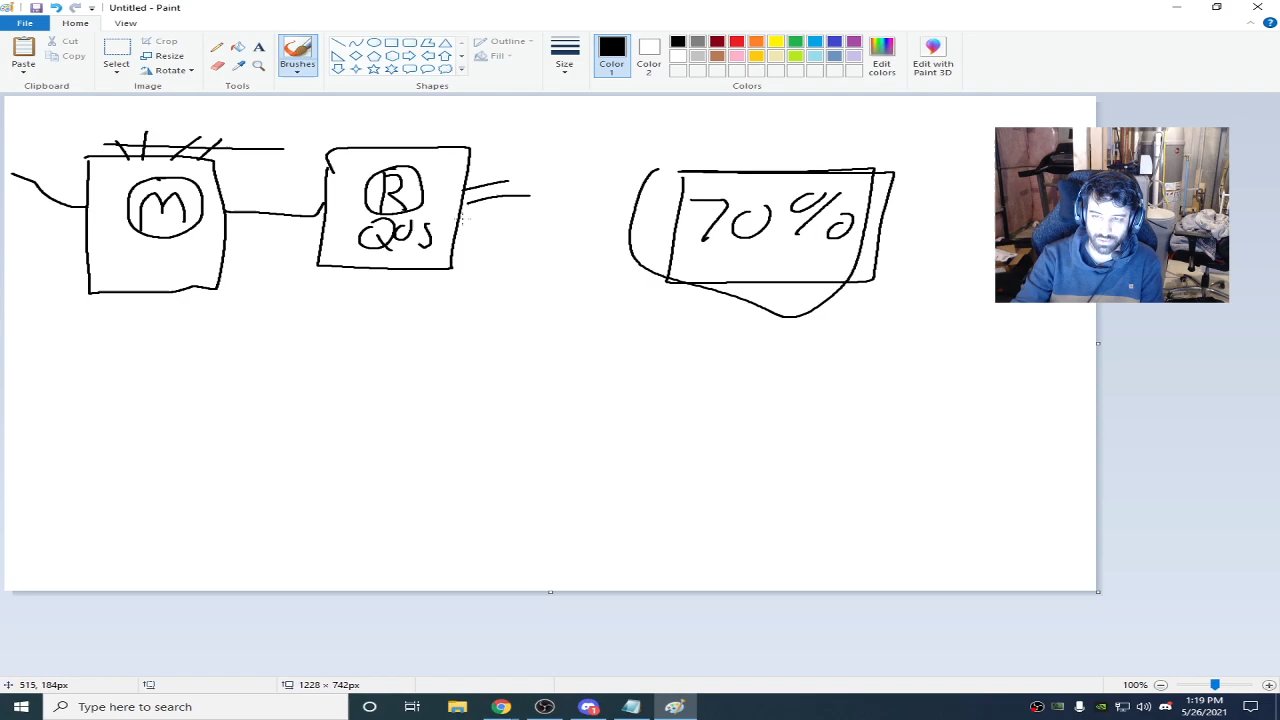 Untitled - Paint
File
Home
View
Paste
Cut
Copy
Clipboard
Select
Crop
Resize
Rotate
Image
Tools
A
Brushes
Outline
Fill
Shapes
Size
Color 1
Color 2
Colors
Edit colors
Edit with Paint 3D
M
R
QoS
70%
515, 184px
1228 × 742px
100%
Type here to search
1:19 PM
5/26/2021